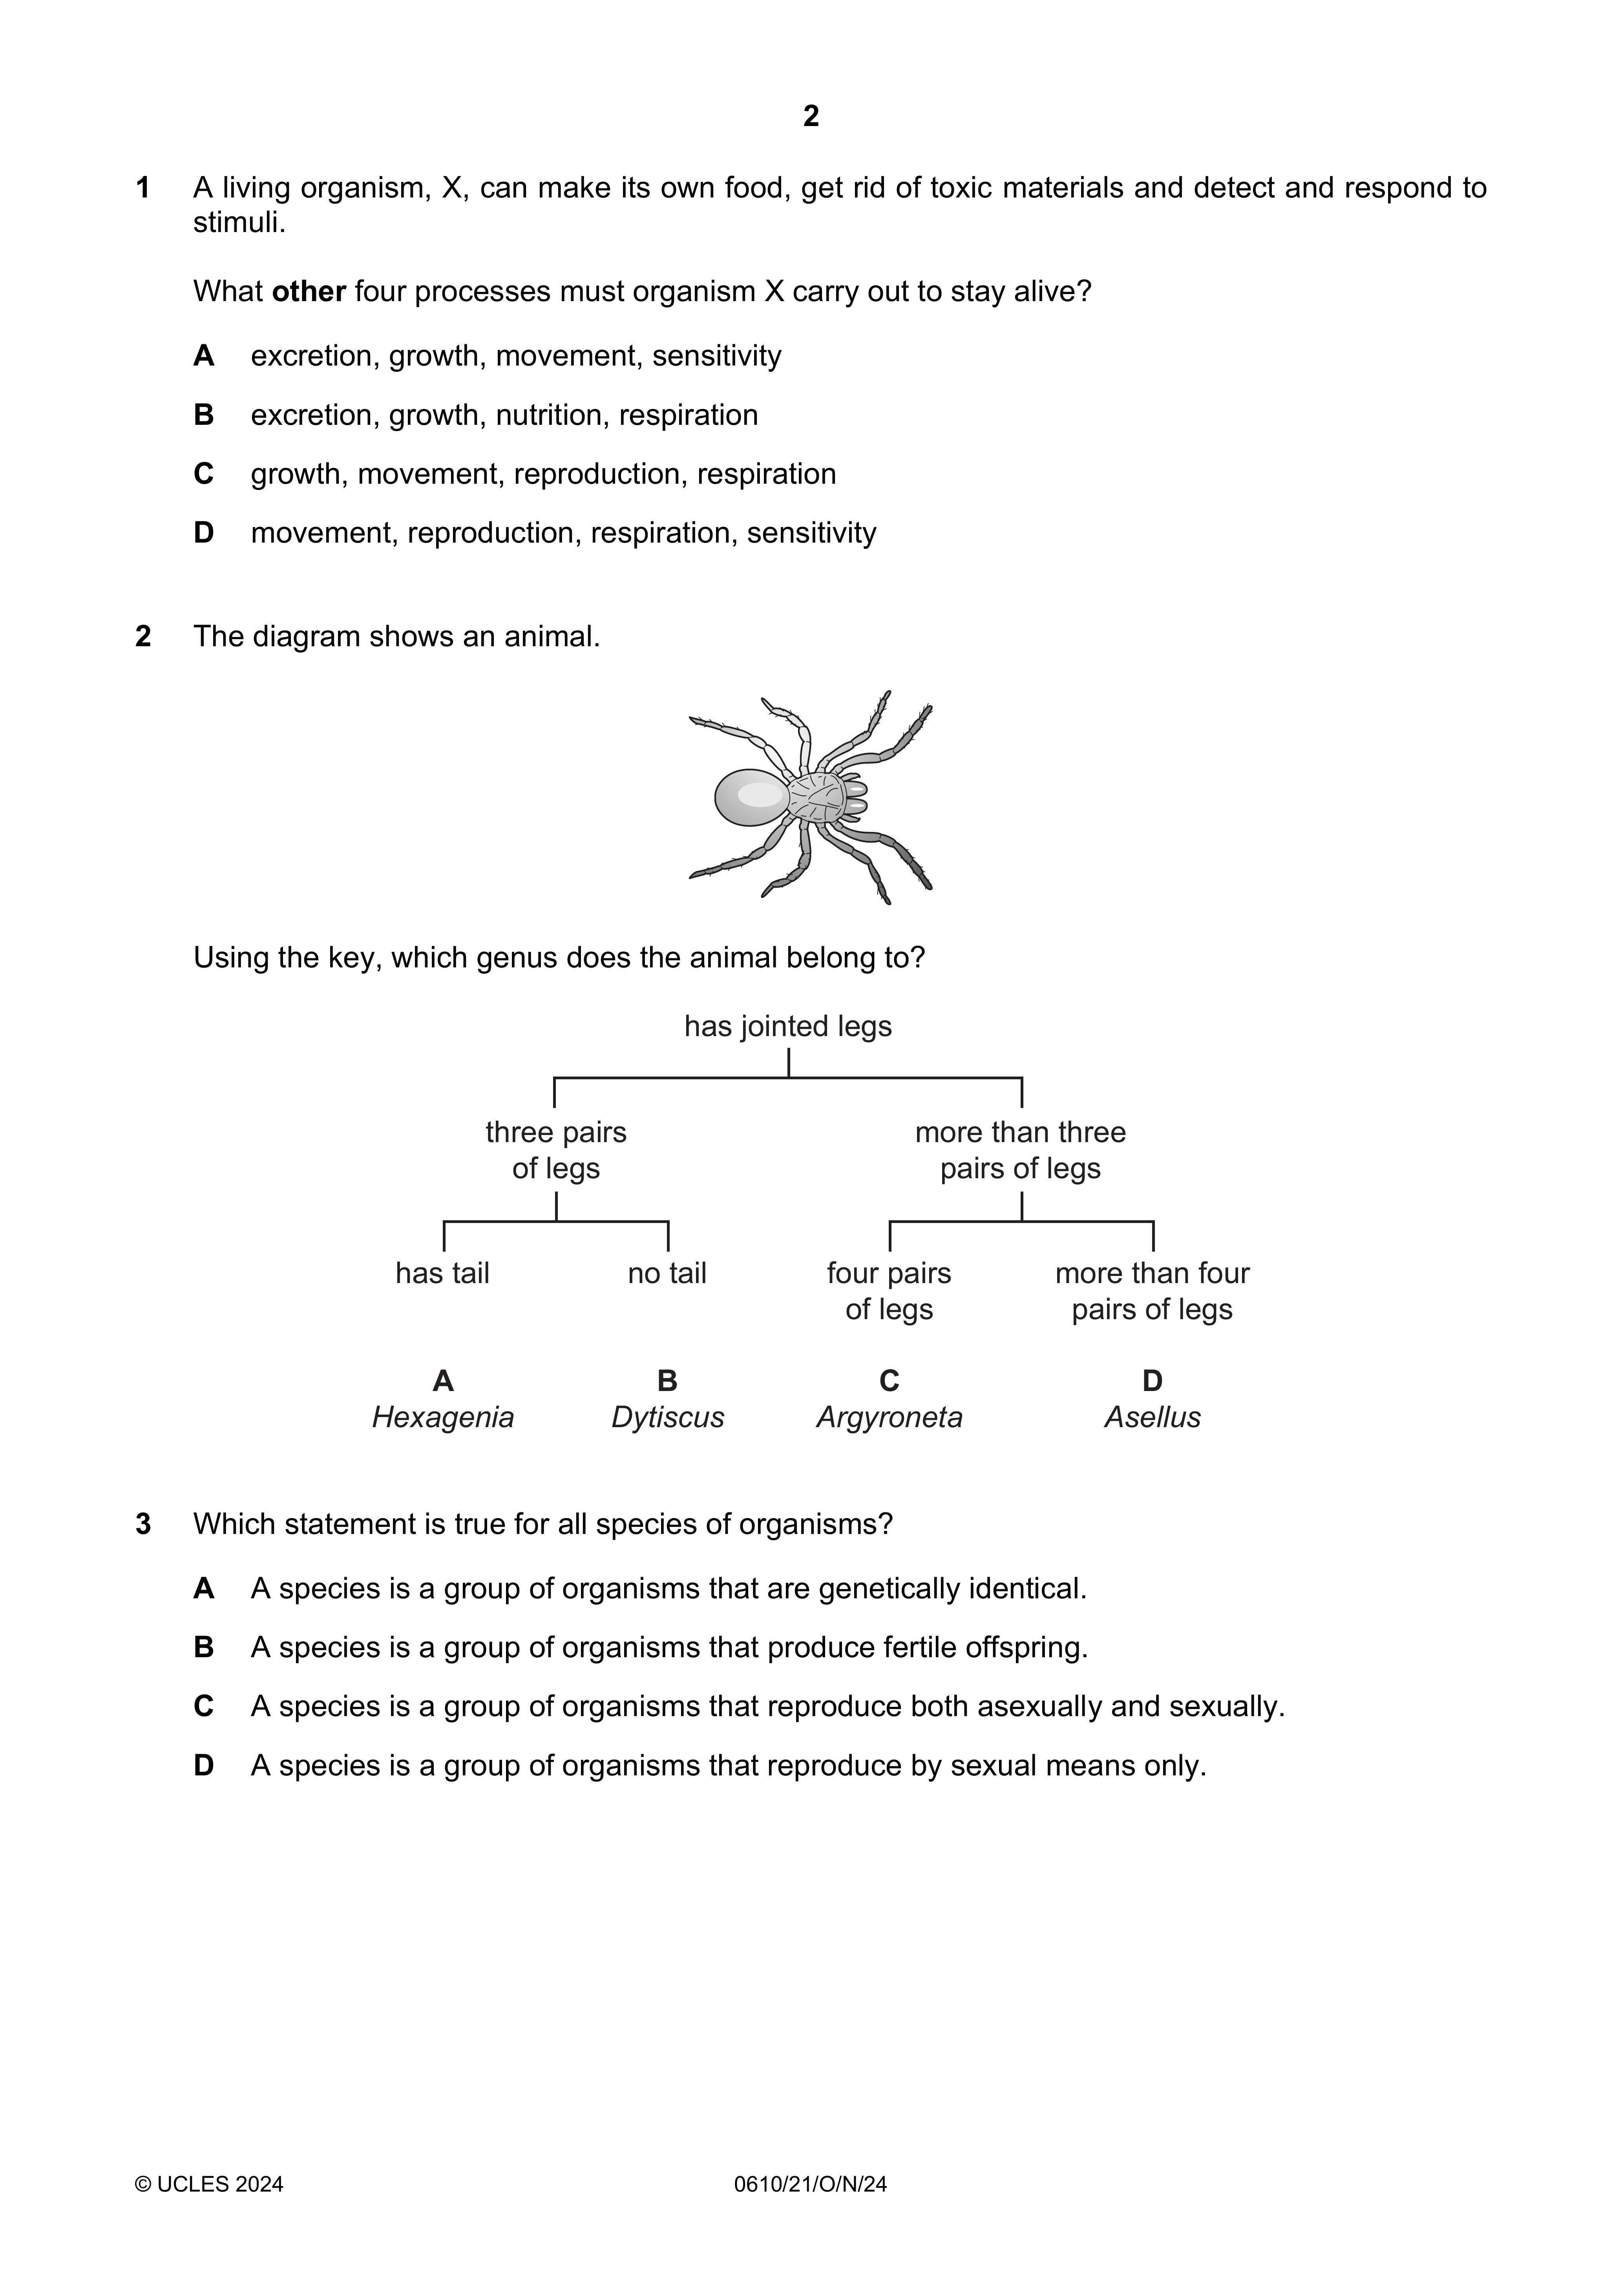 2
1 A living organism, X, can make its own food, get rid of toxic materials and detect and respond to
stimuli.
What other four processes must organism X carry out to stay alive?
A excretion, growth, movement, sensitivity
B excretion, growth, nutrition, respiration
C growth, movement, reproduction, respiration
D movement, reproduction, respiration, sensitivity
2 The diagram shows an animal.
Using the key, which genus does the animal belong to?
has jointed legs
three pairs
of legs
more than three
pairs of legs
has tail
no tail
four pairs
of legs
more than four
pairs of legs
A
Hexagenia
B
Dytiscus
C
Argyroneta
D
Asellus
3 Which statement is true for all species of organisms?
A A species is a group of organisms that are genetically identical.
B A species is a group of organisms that produce fertile offspring.
C A species is a group of organisms that reproduce both asexually and sexually.
D A species is a group of organisms that reproduce by sexual means only.
© UCLES 2024
0610/21/O/N/24